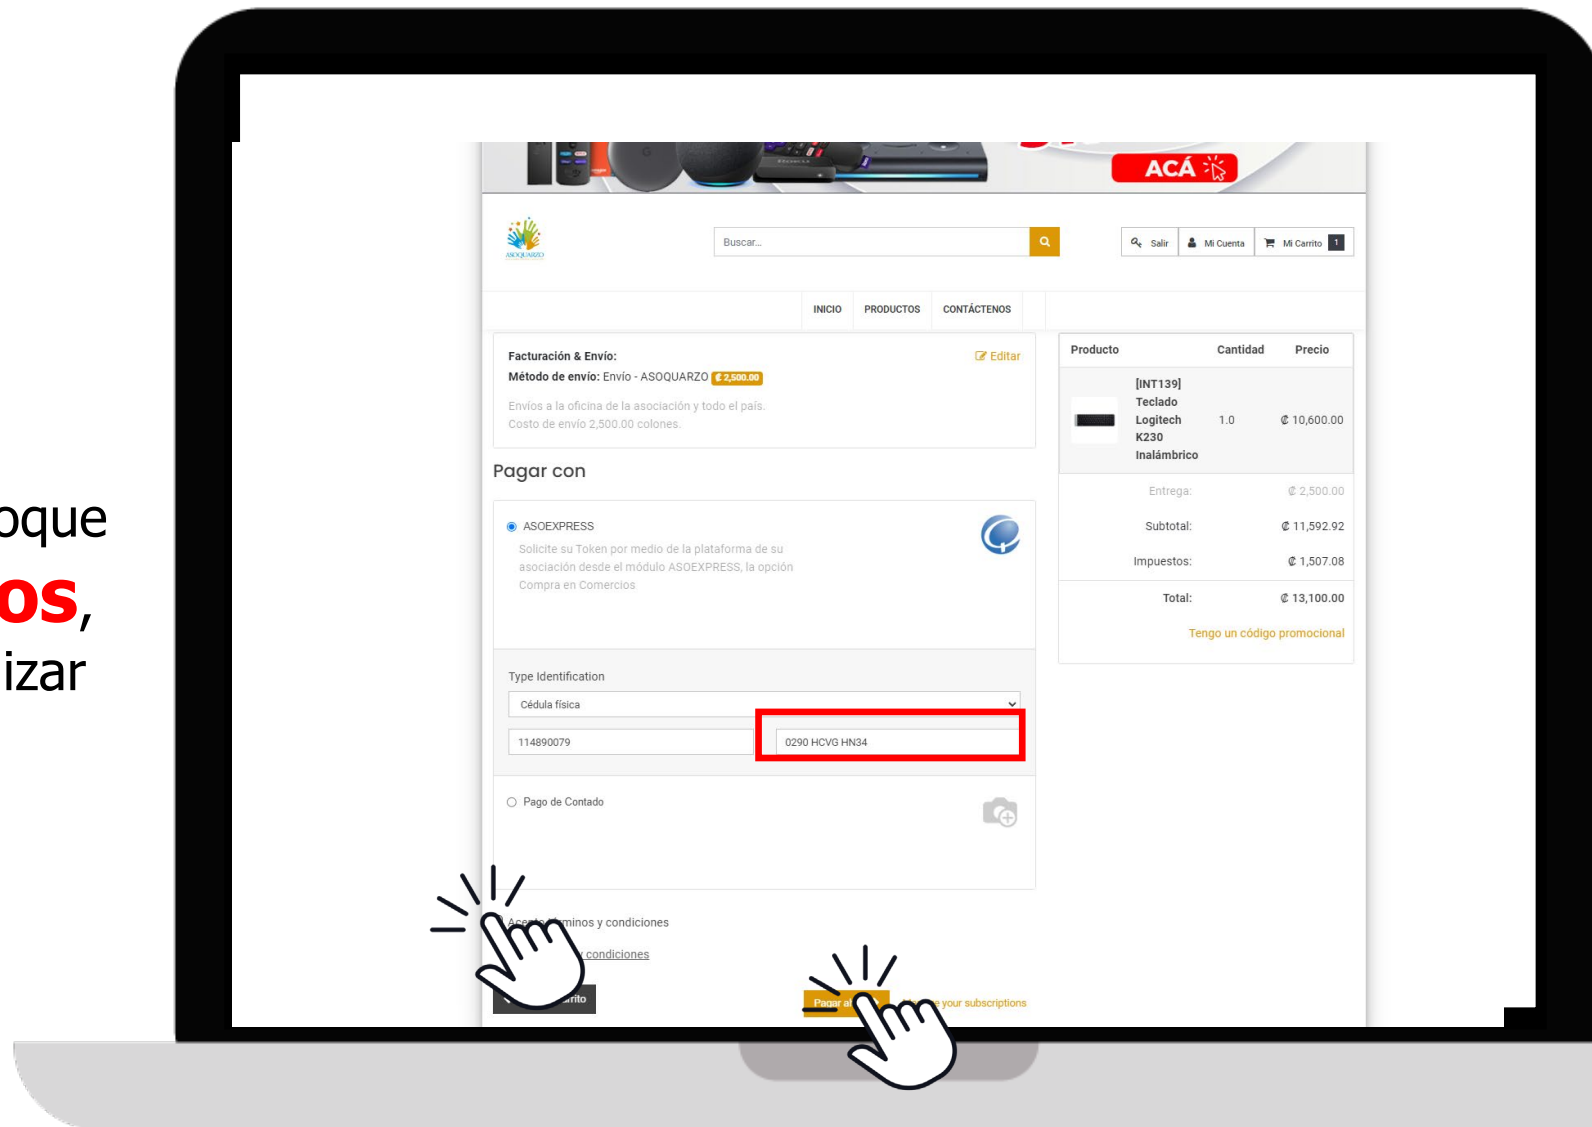 ACÁ
ASOQUARZO
Buscar...
Salir
Mi Cuenta
Mi Carrito 1
INICIO PRODUCTOS CONTÁCTENOS
Facturación & Envío:
Editar
Método de envío: Envío - ASOQUARZO ₡ 2,500.00
Envíos a la oficina de la asociación y todo el país.
Costo de envío 2,500.00 colones.
Pagar con
ASOEXPRESS
Solicite su Token por medio de la plataforma de su
asociación desde el módulo ASOEXPRESS, la opción
Compra en Comercios
Type Identification
Cédula física
114890079
0290 HCVG HN34
Pago de Contado
Acepto términos y condiciones
y condiciones
Pagar
your subscriptions
Producto Cantidad Precio
[INT139]
Teclado
Logitech 1.0 ₡ 10,600.00
K230
Inalámbrico
Entrega: ₡ 2,500.00
Subtotal: ₡ 11,592.92
Impuestos: ₡ 1,507.08
Total: ₡ 13,100.00
Tengo un código promocional
oque
os,
izar